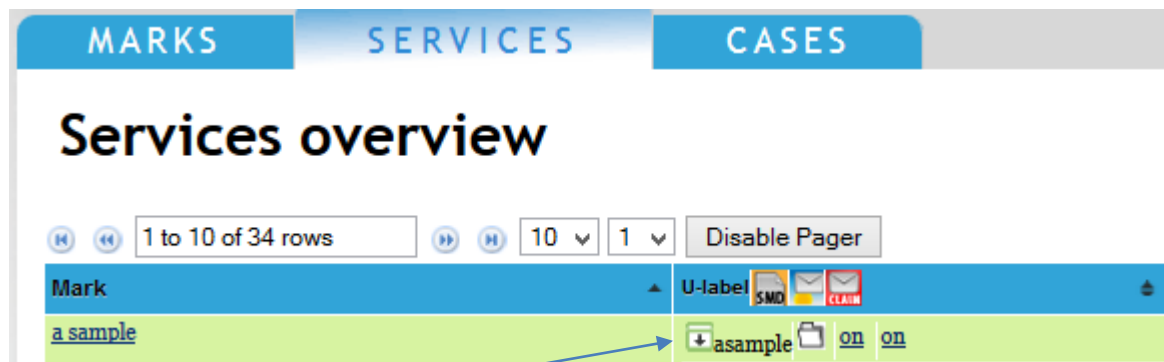 MARKS SERVICES CASES
Services overview
1 to 10 of 34 rows 10 1 Disable Pager
Mark U-label SMD CLAIM
a sample asample on on